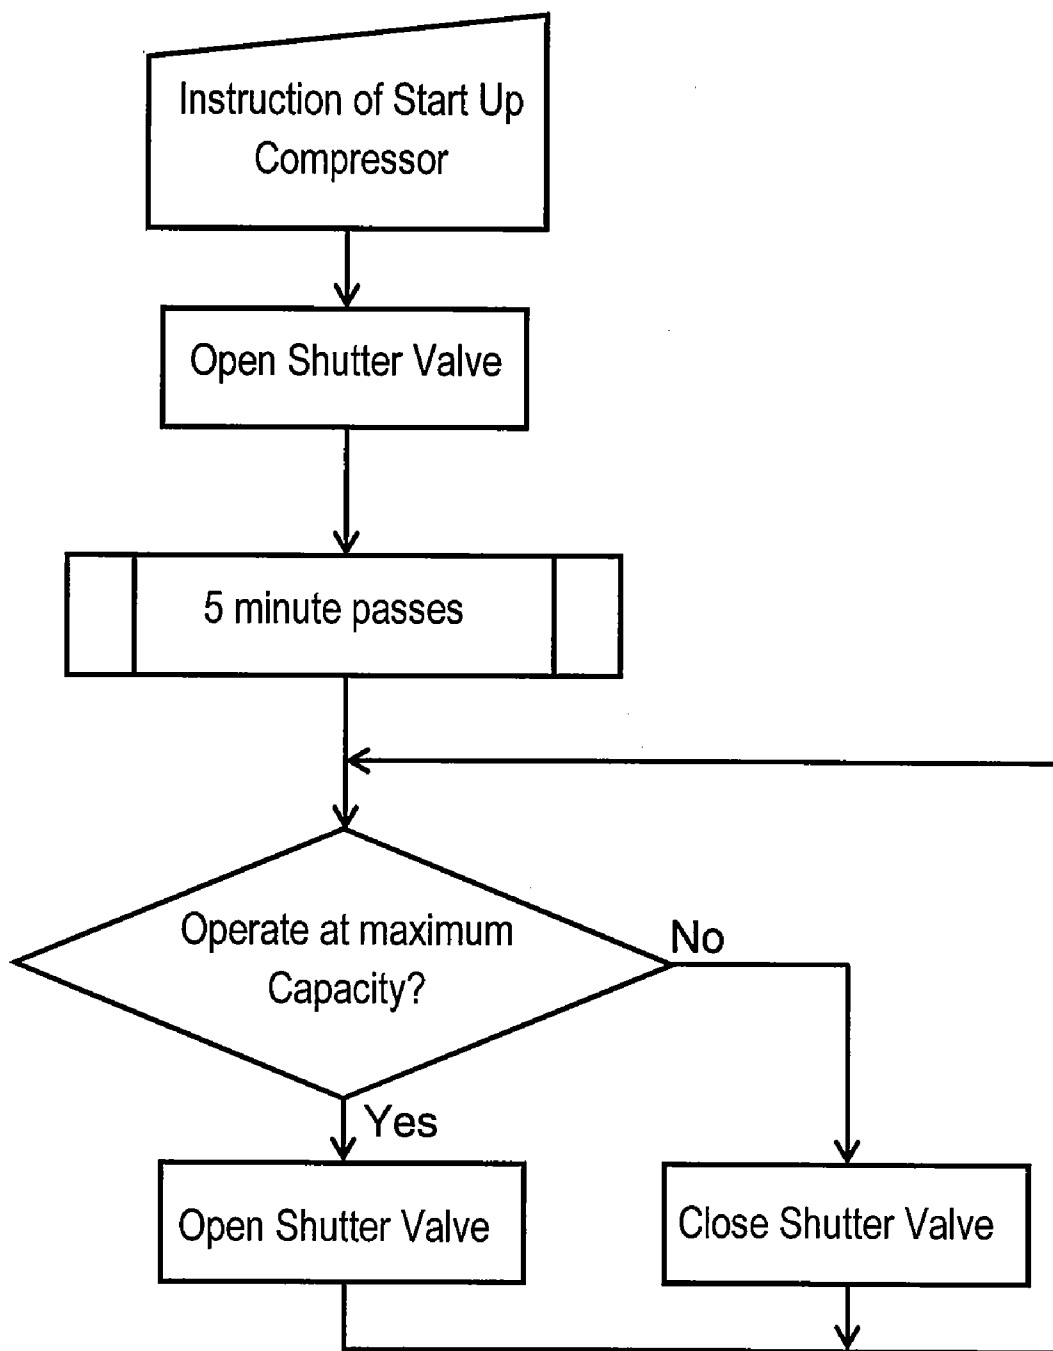 Instruction of Start Up
Compressor
Open Shutter Valve
5 minute passes
Operate at maximum
Capacity?
No
Yes
Open Shutter Valve
Close Shutter Valve